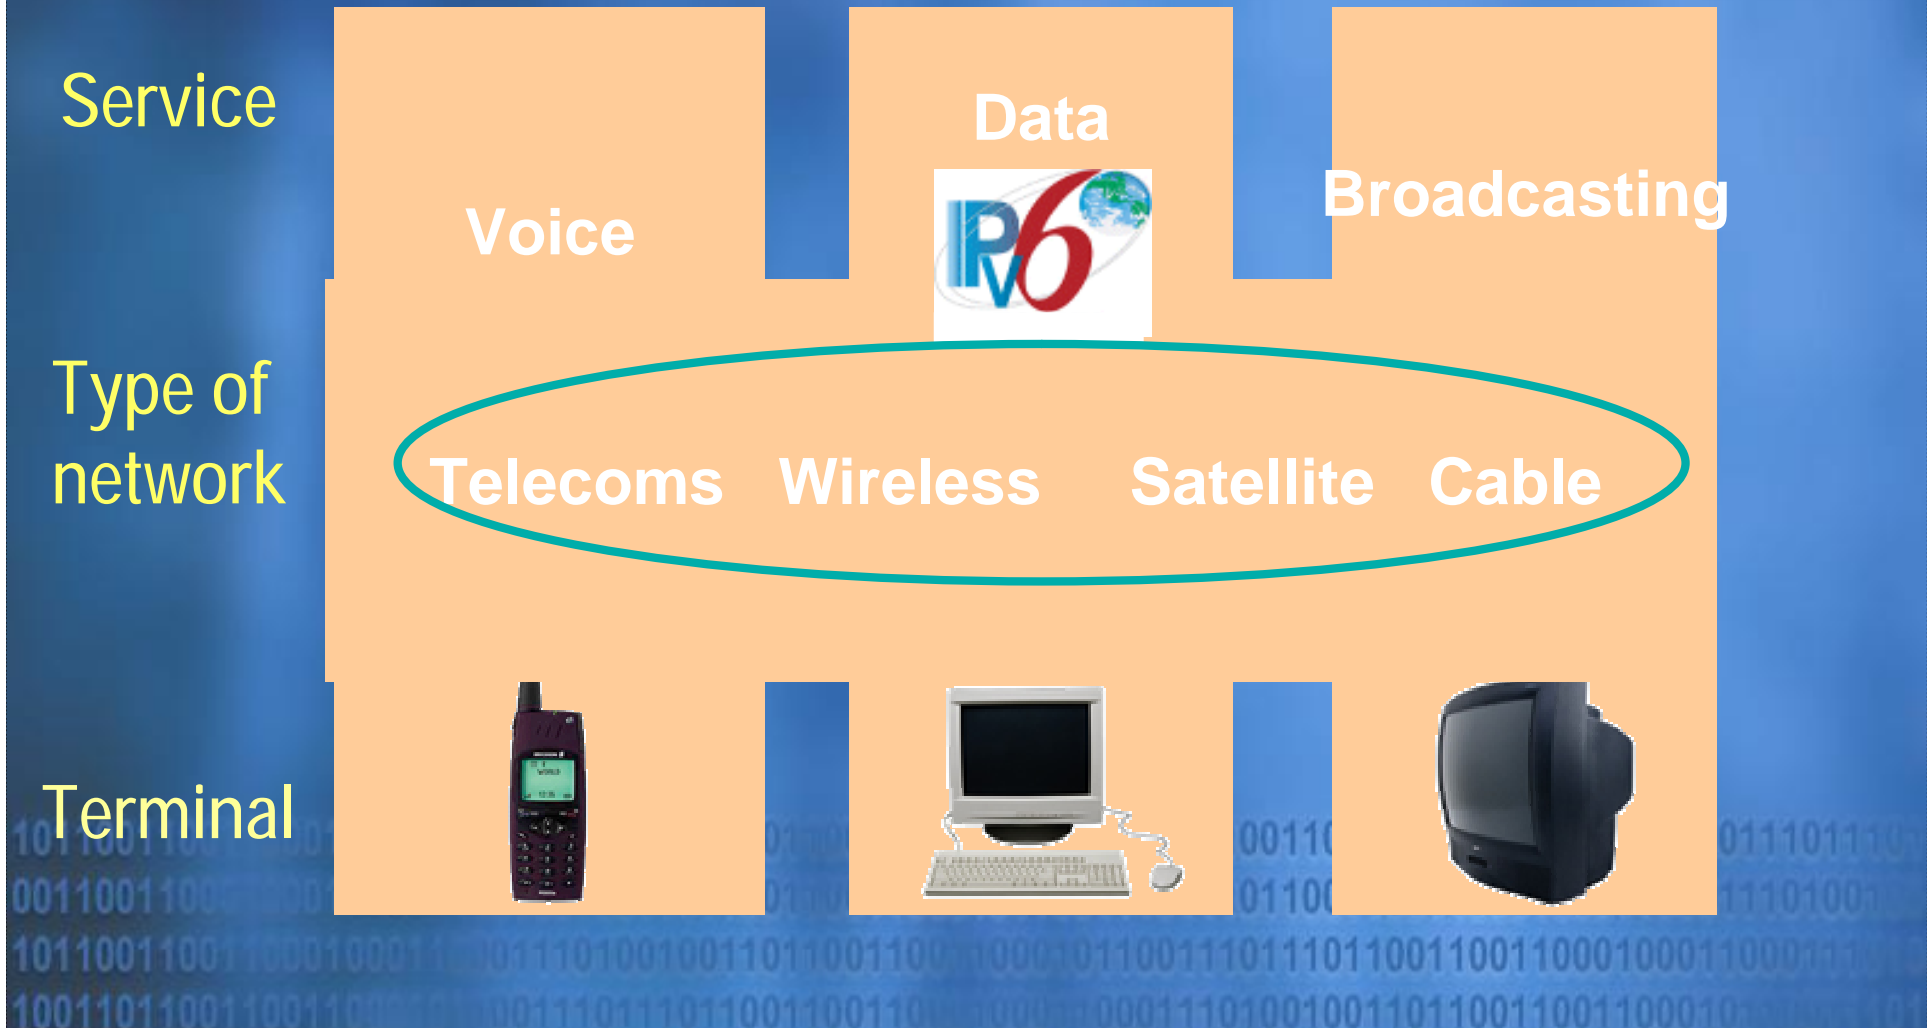 Service
Voice
Data
IPv6
Broadcasting
Type of
network
Telecoms Wireless Satellite Cable
Terminal